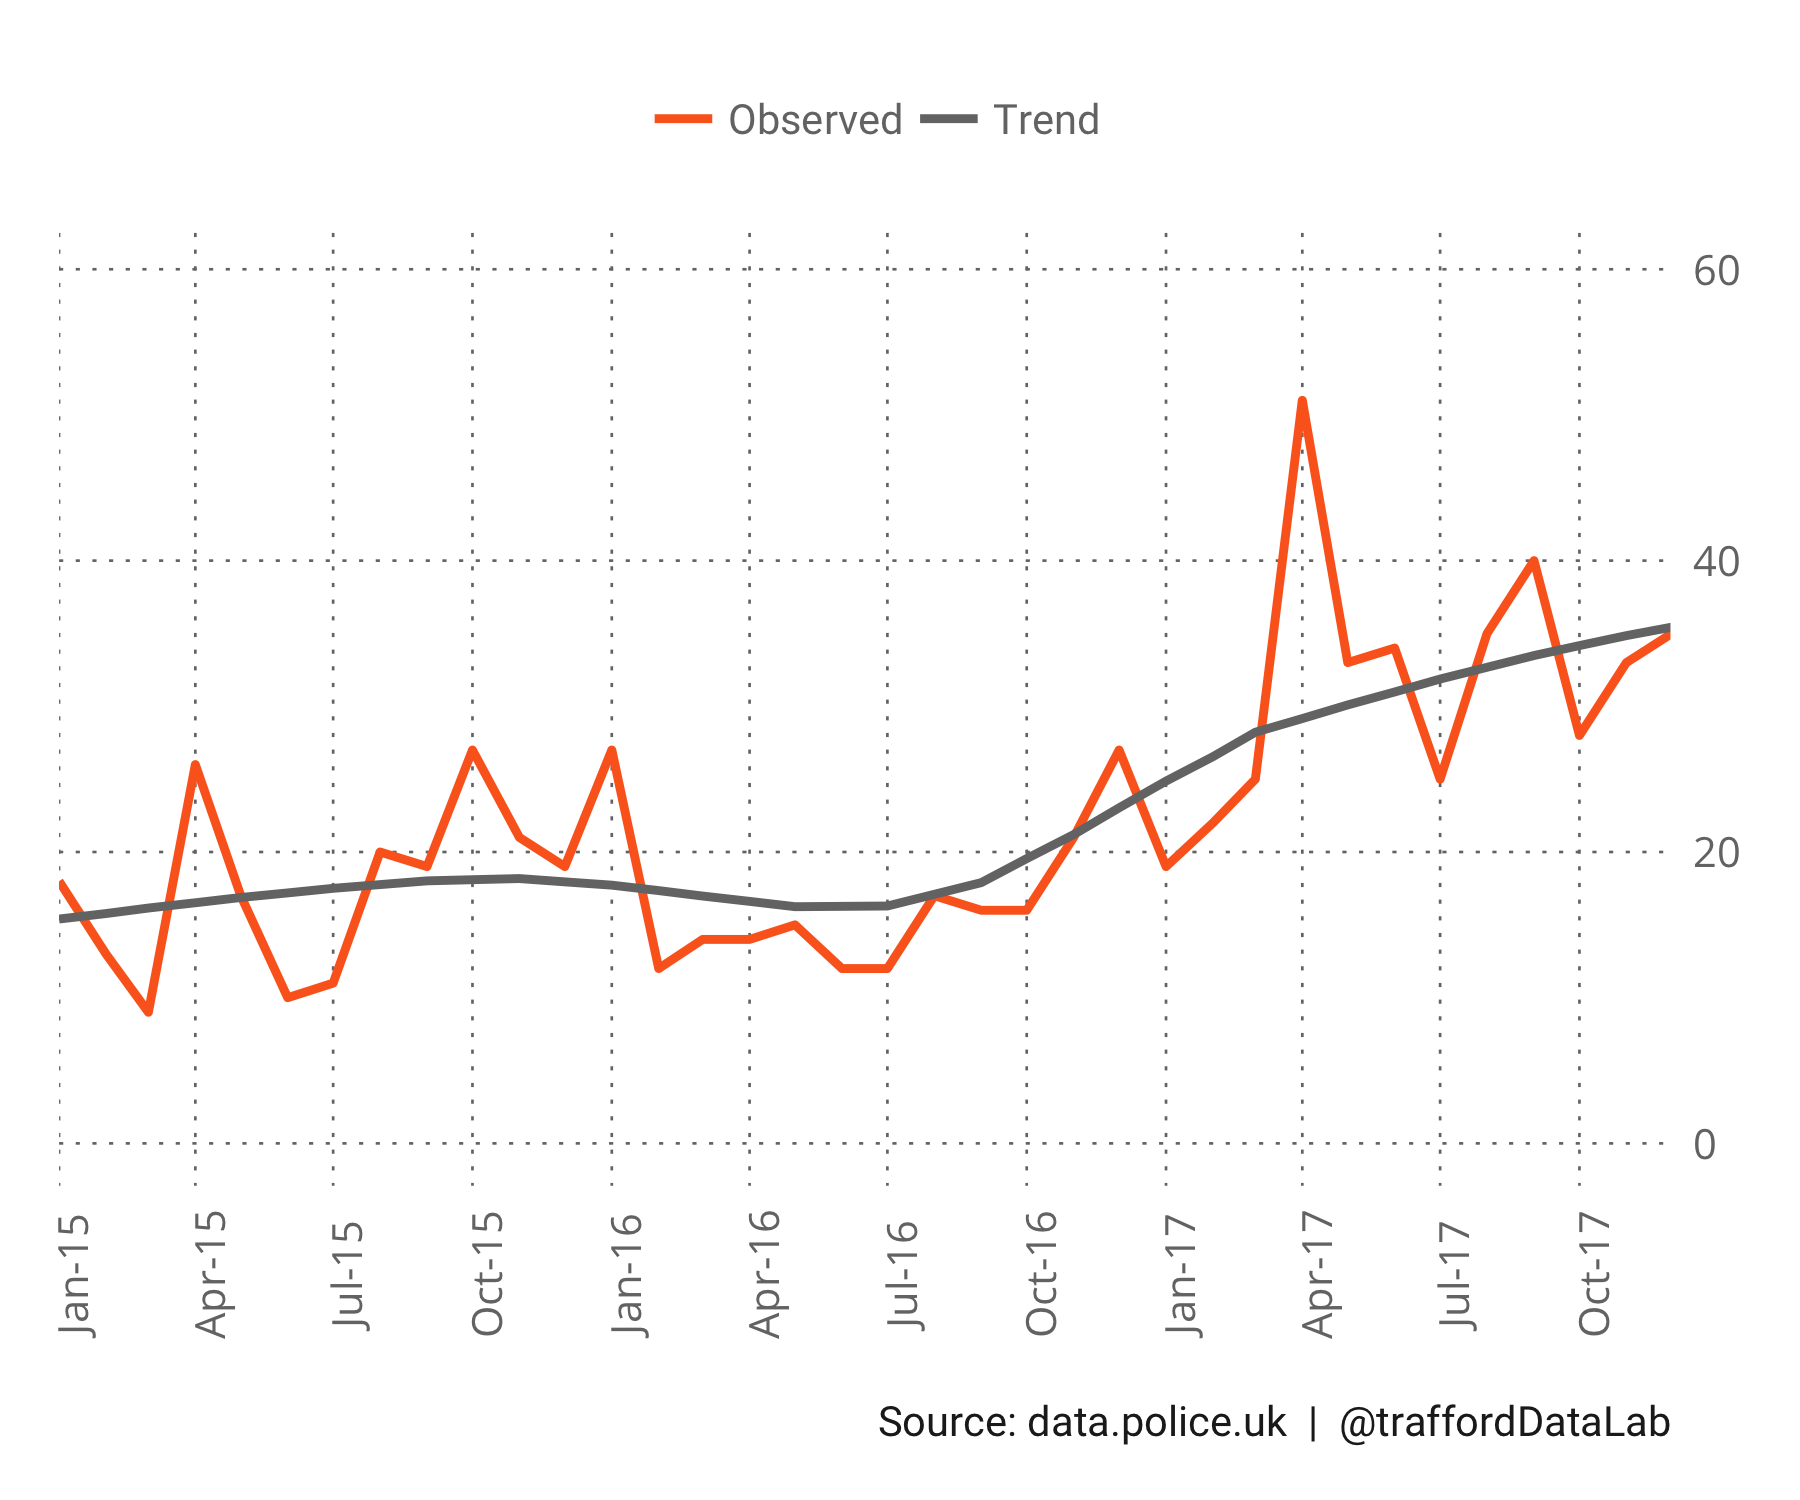 Observed Trend
60
40
20
0
Jan-15 Apr-15 Jul-15 Oct-15 Jan-16 Apr-16 Jul-16 Oct-16 Jan-17 Apr-17 Jul-17 Oct-17
Source: data.police.uk | @traffordDataLab